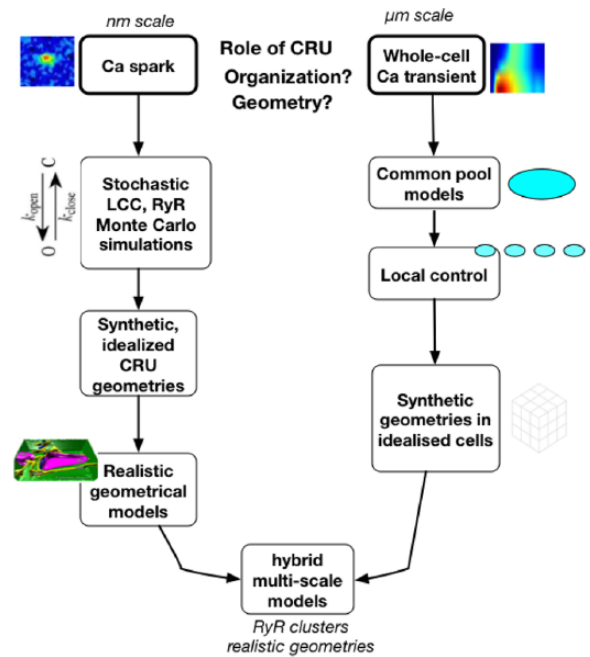 nm scale
µm scale
Ca spark
Role of CRU
Organization?
Geometry?
Whole-cell
Ca transient
C
O
kopen
kclose
Stochastic
LCC, RyR
Monte Carlo
simulations
Common pool
models
Local control
Synthetic,
idealized
CRU
geometries
Synthetic
geometries in
idealised cells
Realistic
geometrical
models
hybrid
multi-scale
models
RyR clusters
realistic geometries